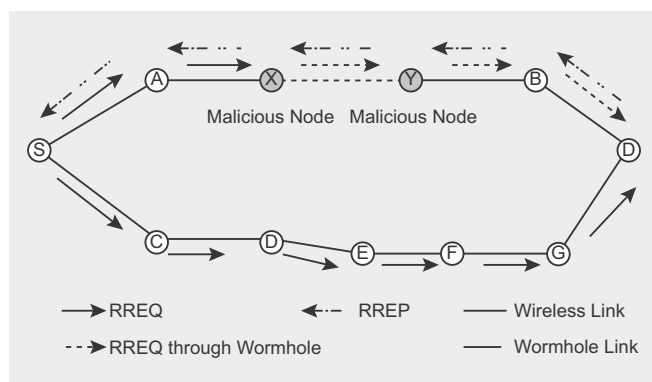 A X Y B
Malicious Node Malicious Node
S D
C D E F G
RREQ RREP Wireless Link
RREQ through Wormhole Wormhole Link